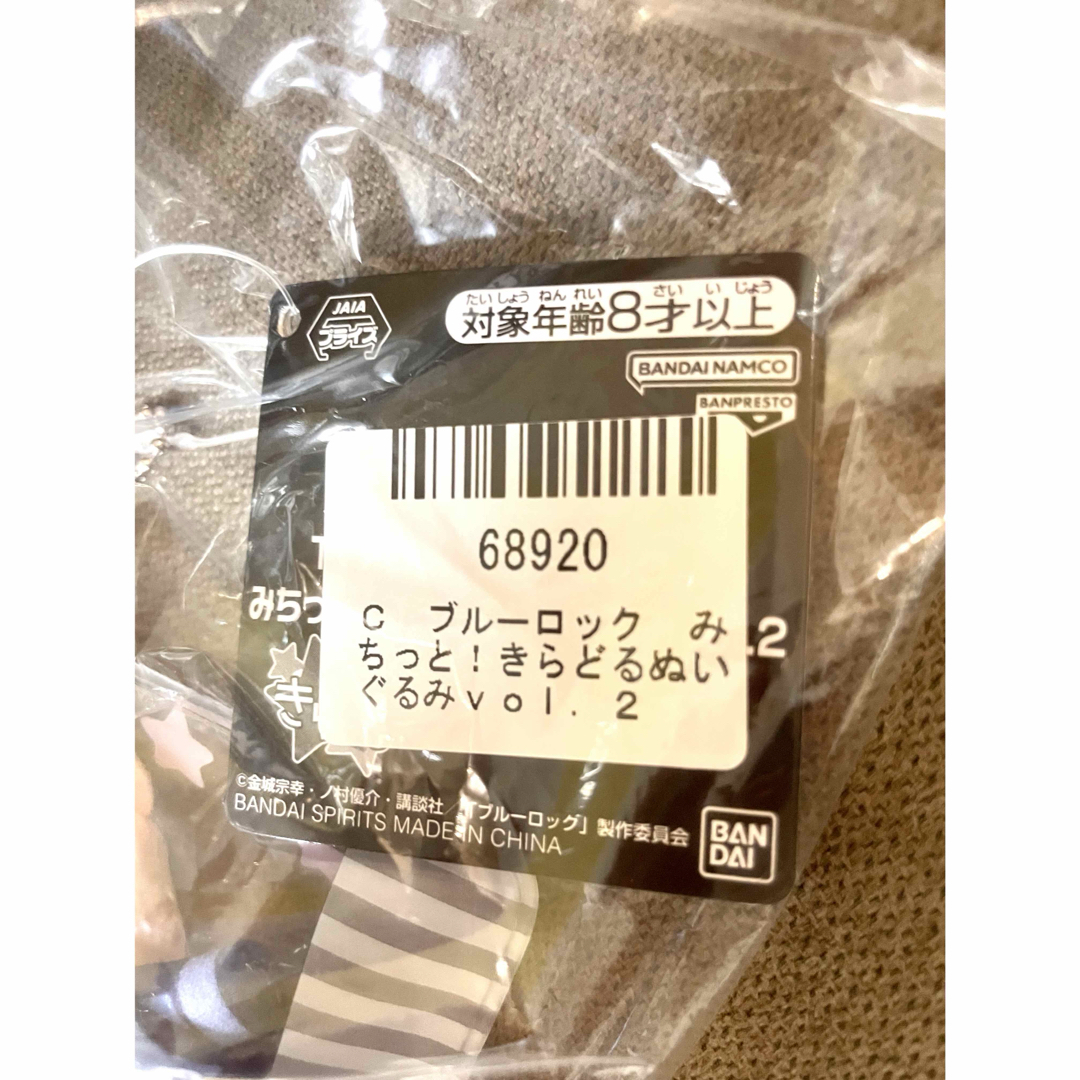 JAIA
プライズ
たいしょうねんれい さいいじょう
対象年齢8才以上
BANDAI NAMCO
BANPRESTO
68920
C ブルーロック み
ちっと!きらどるぬい
ぐるみvol.2
みちっ
.2
©金城宗幸・ノ村優介・講談社/「ブルーロック」製作委員会
BANDAI SPIRITS MADE IN CHINA
BAN
DAI